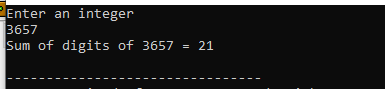 Enter an integer
3657
Sum of digits of 3657 = 21
--------------------------------